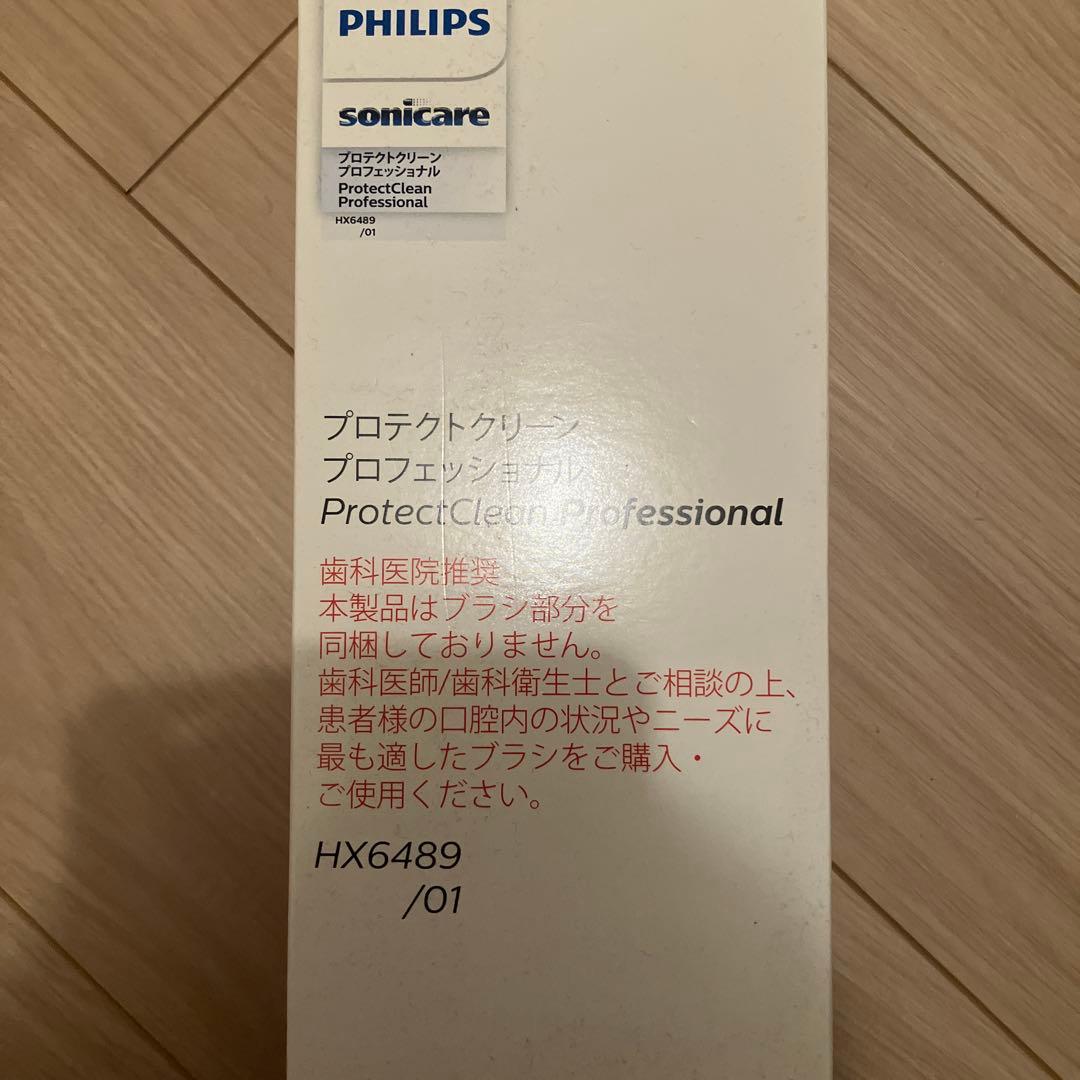 PHILIPS
sonicare
プロテクトクリーン
プロフェッショナル
ProtectClean
Professional
HX6489
/01
プロテクトクリーン
プロフェッショナル
ProtectClean Professional
歯科医院推奨
本製品はブラシ部分を
同梱しておりません。
歯科医師/歯科衛生士とご相談の上、
患者様の口腔内の状況やニーズに
最も適したブラシをご購入・
ご使用ください。
HX6489
/01